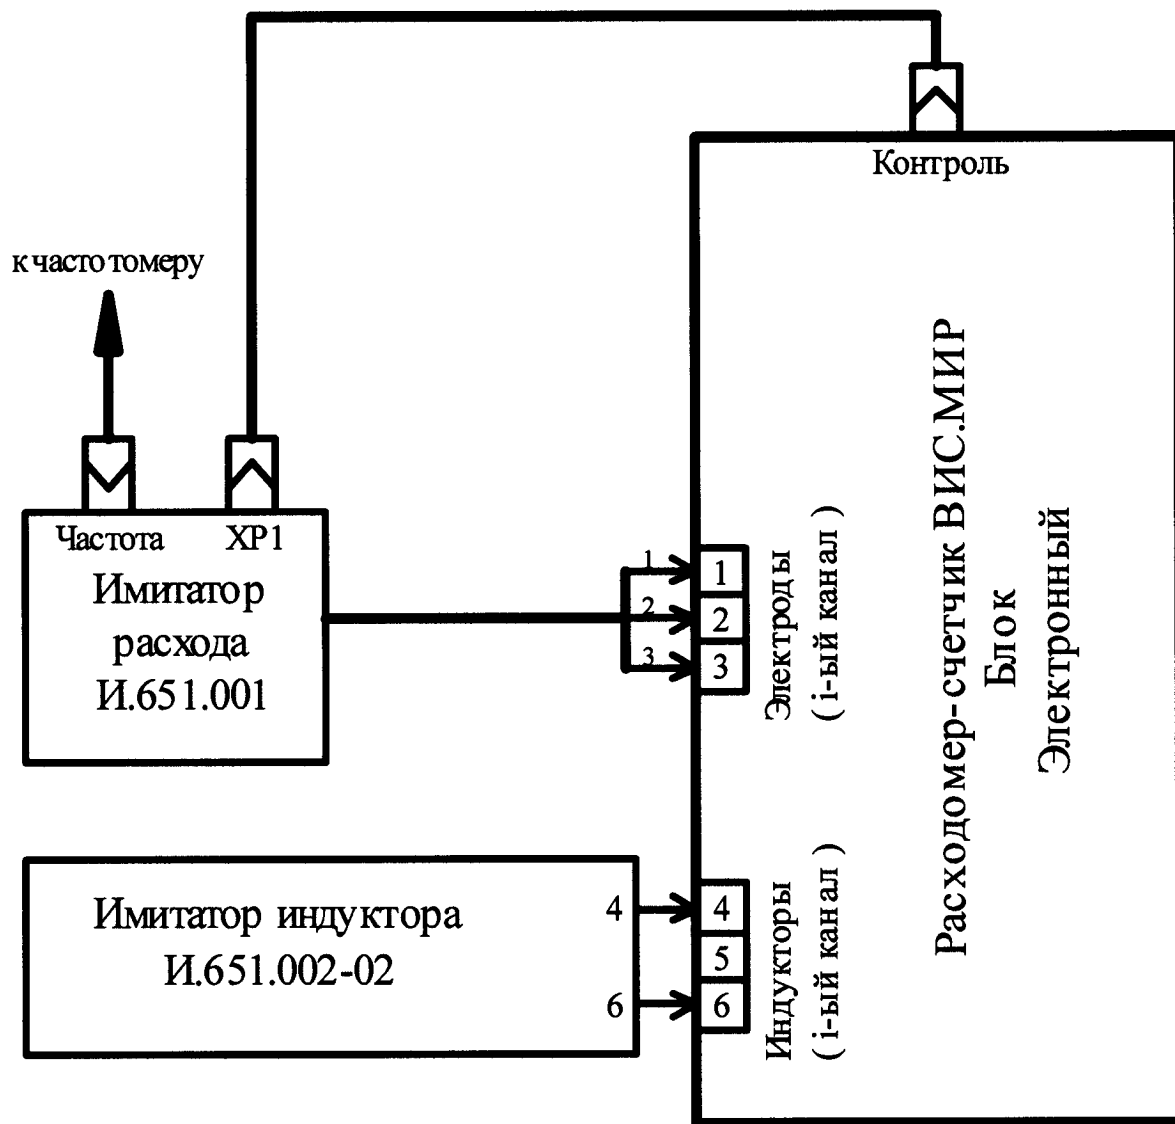 Контроль
к частотомеру
Частота
ХР1
Имитатор
расхода
И.651.001
1
2
3
1
2
3
Электроды
( i-ый канал )
Расходомер-счетчик ВИС.МИР
Блок
Электронный
Имитатор индуктора
И.651.002-02
4
6
4
5
6
Индукторы
( i-ый канал )